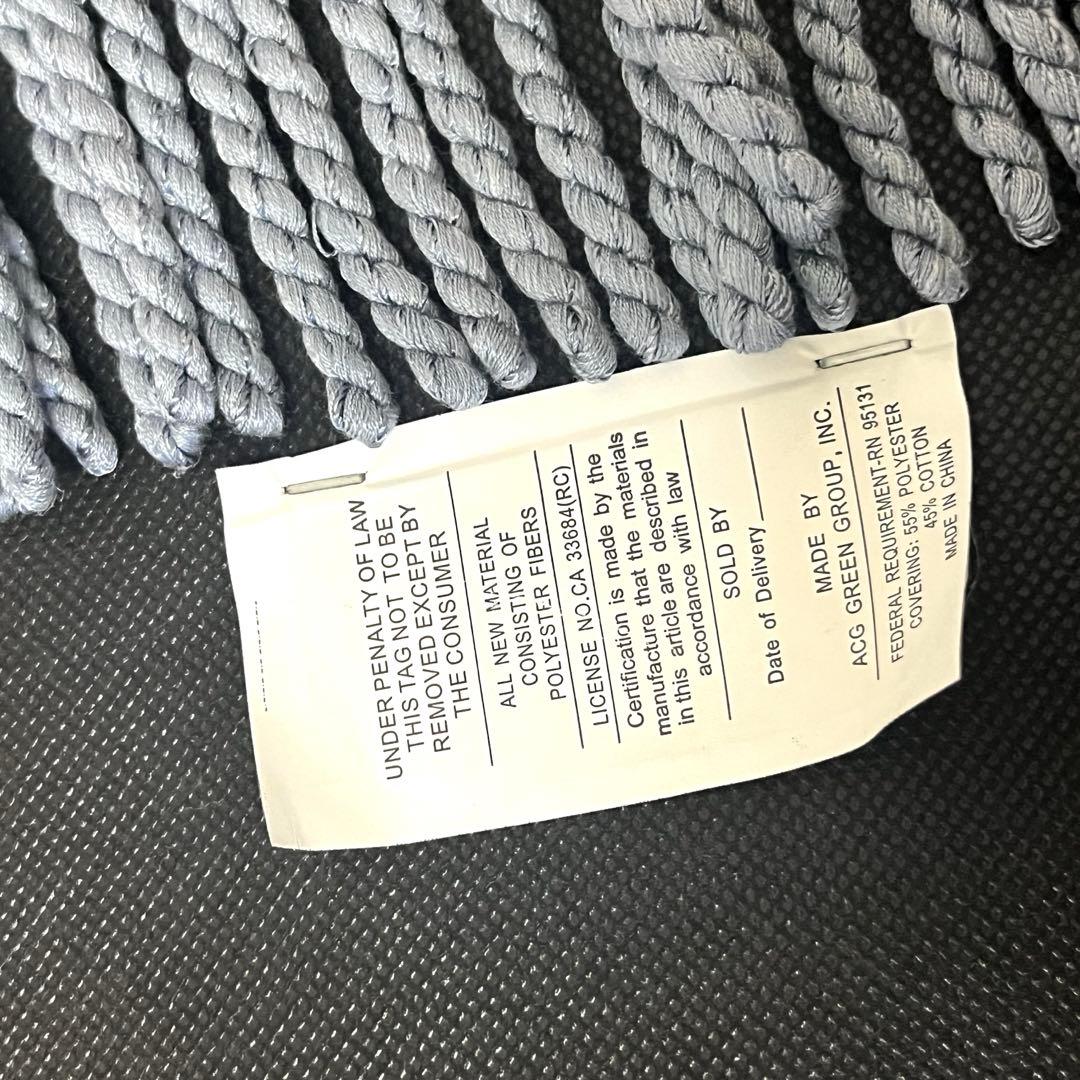 UNDER PENALTY OF LAW
THIS TAG NOT TO BE
REMOVED EXCEPT BY
THE CONSUMER
ALL NEW MATERIAL
CONSISTING OF
POLYESTER FIBERS
LICENSE NO.CA 33684(RC)
Certification is made by the
manufacture that the materials
in this article are described in
accordance with law
SOLD BY
Date of Delivery
MADE BY
ACG GREEN GROUP, INC.
FEDERAL REQUIREMENT-RN 95131
COVERING: 55% POLYESTER
45% COTTON
MADE IN CHINA